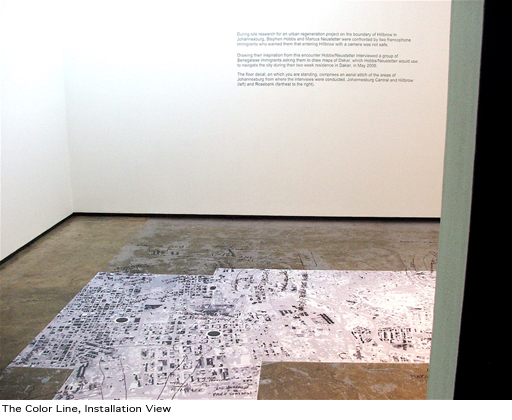 During site research for an urban regeneration project on the boundary of Hillbrow in
Johannesburg, Stephen Hobbs and Marcus Neustetter were confronted by two francophone
immigrants who warned them that entering Hillbrow with a camera was not safe.
Drawing their inspiration from this encounter Hobbs/Neustetter interviewed a group of
Senegalese immigrants asking them to draw maps of Dakar, which Hobbs/Neustetter would use
to navigate the city during their two week residence in Dakar, in May 2006.
The floor decal, on which you are standing, comprises an aerial stitch of the areas of
Johannesburg from where the interviews were conducted, Johannesburg Central and Hillbrow
(left) and Rosebank (farthest to the right).
The Color Line, Installation View